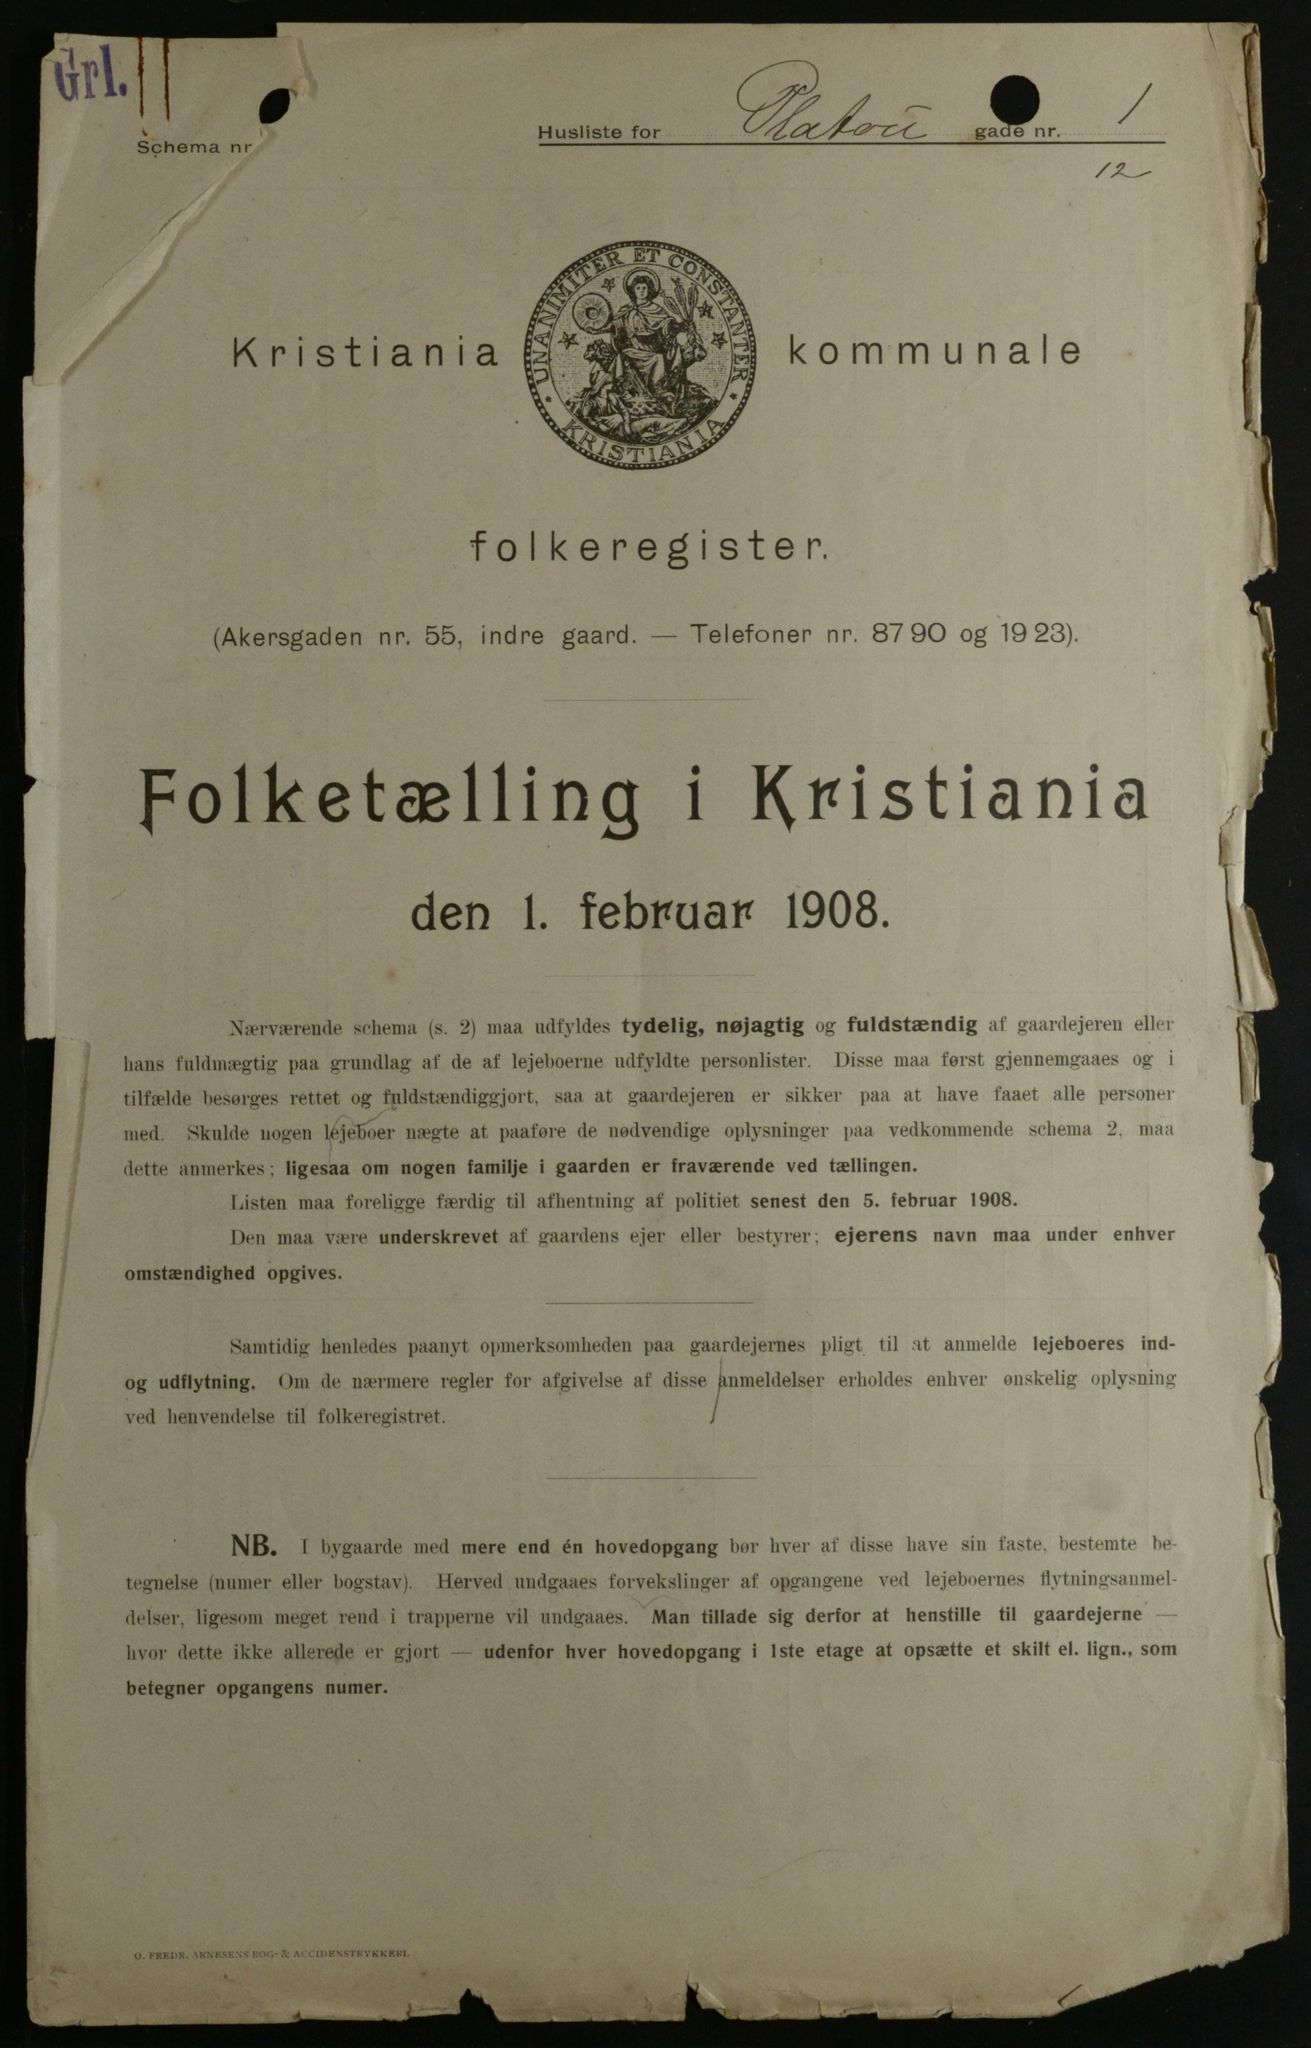 Grl.
Schema nr
Husliste for Platou gade nr. 1
12
UNANIMITER ET CONSTANTER
KRISTIANIA
Kristiania kommunale
folkeregister.
(Akersgaden nr. 55, indre gaard. — Telefoner nr. 8790 og 1923).
Folketælling i Kristiania
den 1. februar 1908.
Nærværende schema (s. 2) maa udfyldes tydelig, nøjagtig og fuldstændig af gaardejeren eller
hans fuldmægtig paa grundlag af de af lejeboerne udfyldte personlister. Disse maa først gjennemgaaes og i
tilfælde besørges rettet og fuldstændiggjort, saa at gaardejeren er sikker paa at have faaet alle personer
med. Skulde nogen lejeboer nægte at paaføre de nødvendige oplysninger paa vedkommende schema 2, maa
dette anmerkes; ligesaa om nogen familje i gaarden er fraværende ved tællingen.
Listen maa foreligge færdig til afhentning af politiet senest den 5. februar 1908.
Den maa være underskrevet af gaardens ejer eller bestyrer; ejerens navn maa under enhver
omstændighed opgives.
Samtidig henledes paanyt opmerksomheden paa gaardejernes pligt til at anmelde lejeboeres ind-
og udflytning. Om de nærmere regler for afgivelse af disse anmeldelser erholdes enhver ønskelig oplysning
ved henvendelse til folkeregistret.
NB. I bygaarde med mere end én hovedopgang bør hver af disse have sin faste, bestemte be-
tegnelse (numer eller bogstav). Herved undgaaes forvekslinger af opgangene ved lejeboernes flytningsanmel-
delser, ligesom meget rend i trapperne vil undgaaes. Man tillade sig derfor at henstille til gaardejerne —
hvor dette ikke allerede er gjort — udenfor hver hovedopgang i 1ste etage at opsætte et skilt el. lign., som
betegner opgangens numer.
O. FREDR. ARNESENS BOG- & ACCIDENSTRYKKERI.